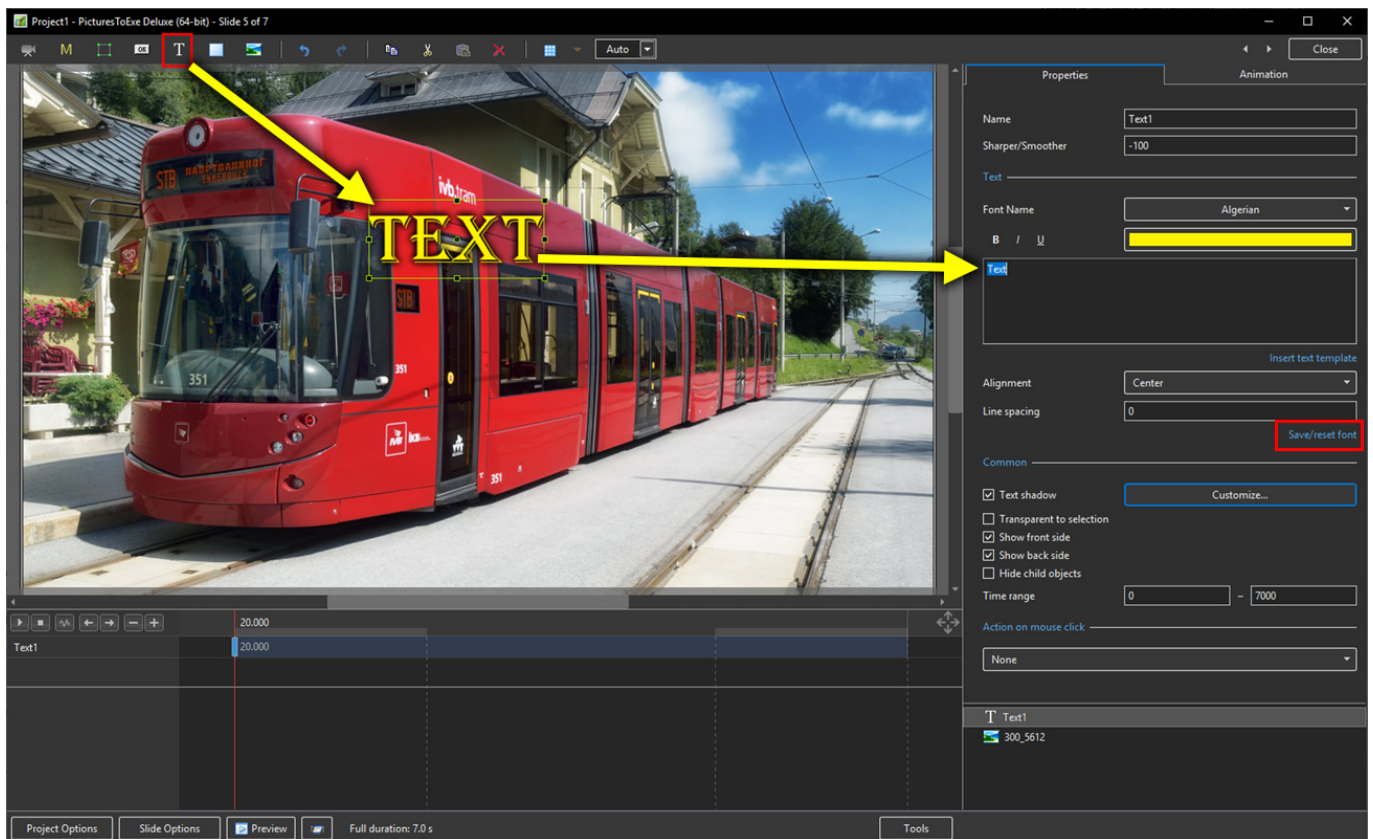 Project1 - PicturesToExe Deluxe (64-bit) - Slide 5 of 7
M OK T Auto Close
Properties Animation
Name Text1
Sharper/Smoother -100
Text
Font Name Algerian
B I U
Text
Insert text template
Alignment Center
Line spacing 0
Save/reset font
Common
Text shadow Customize...
Transparent to selection
Show front side
Show back side
Hide child objects
Time range 0 - 7000
Action on mouse click
None
T Text1
300_5612
STB HAUPTBAHNHOF
INNSBRUCK
ivb.tram
TEXT
STB
351
351
351
20.000
Text1 20.000
Project Options Slide Options Preview Full duration: 7.0 s Tools